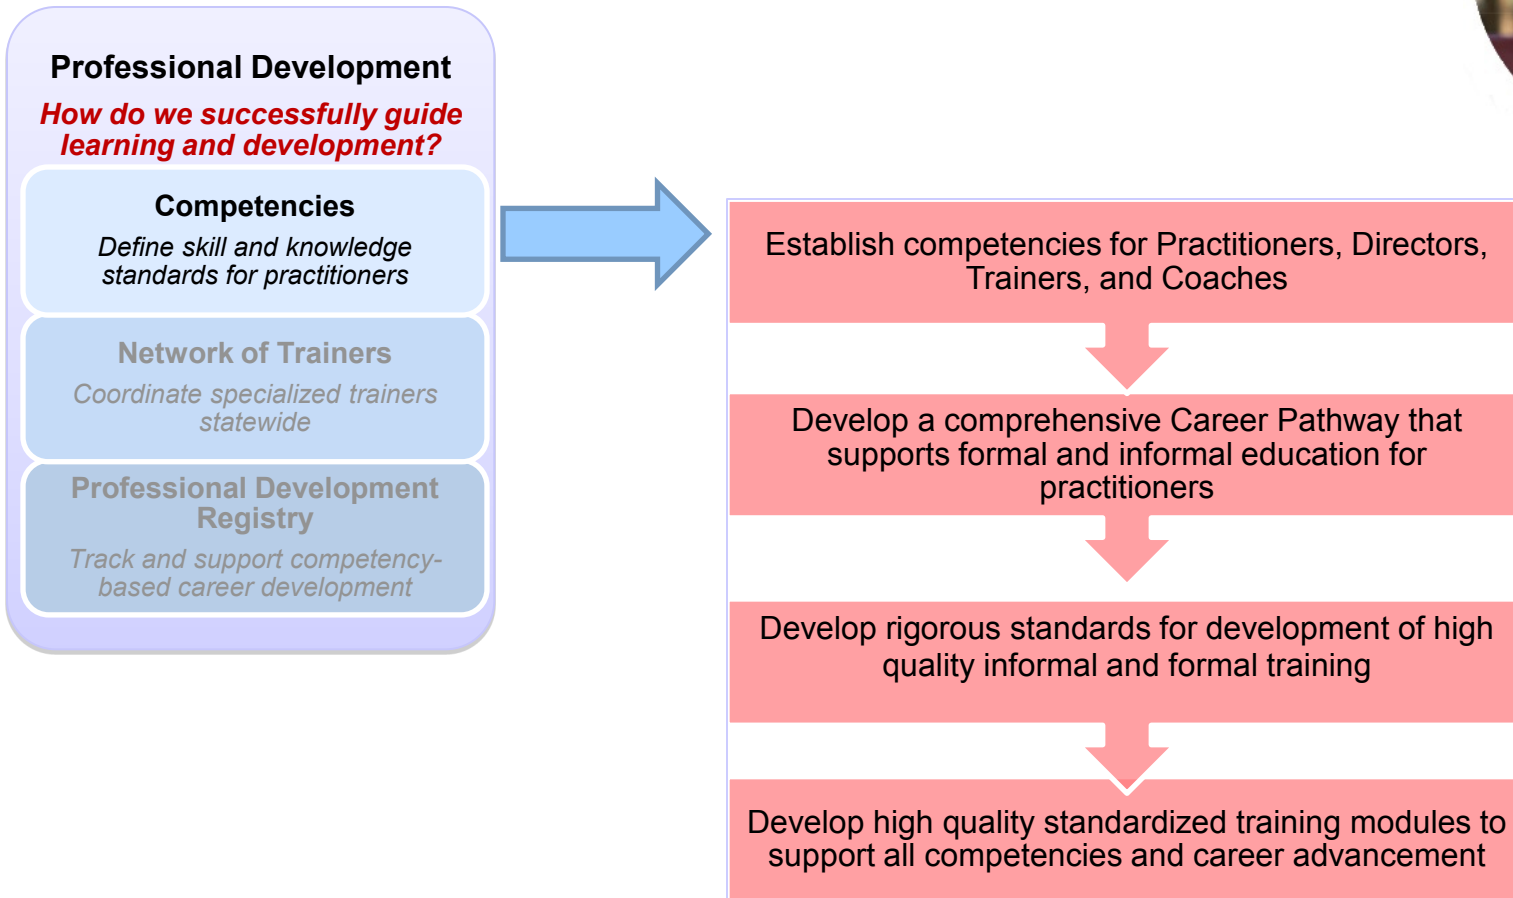 Professional Development
How do we successfully guide
learning and development?
Competencies
Define skill and knowledge
standards for practitioners
Network of Trainers
Coordinate specialized trainers
statewide
Professional Development
Registry
Track and support competency-
based career development
Establish competencies for Practitioners, Directors,
Trainers, and Coaches
Develop a comprehensive Career Pathway that
supports formal and informal education for
practitioners
Develop rigorous standards for development of high
quality informal and formal training
Develop high quality standardized training modules to
support all competencies and career advancement